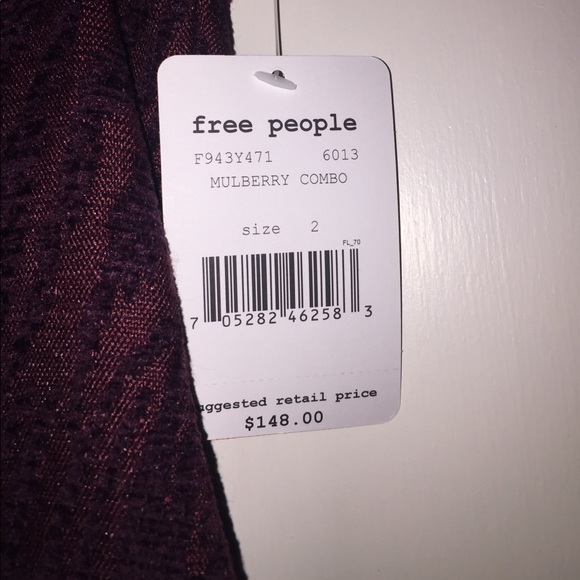 free people
F943Y471 6013
MULBERRY COMBO
size 2
FL_70
7 05282 46258 3
uggested retail price
$148.00